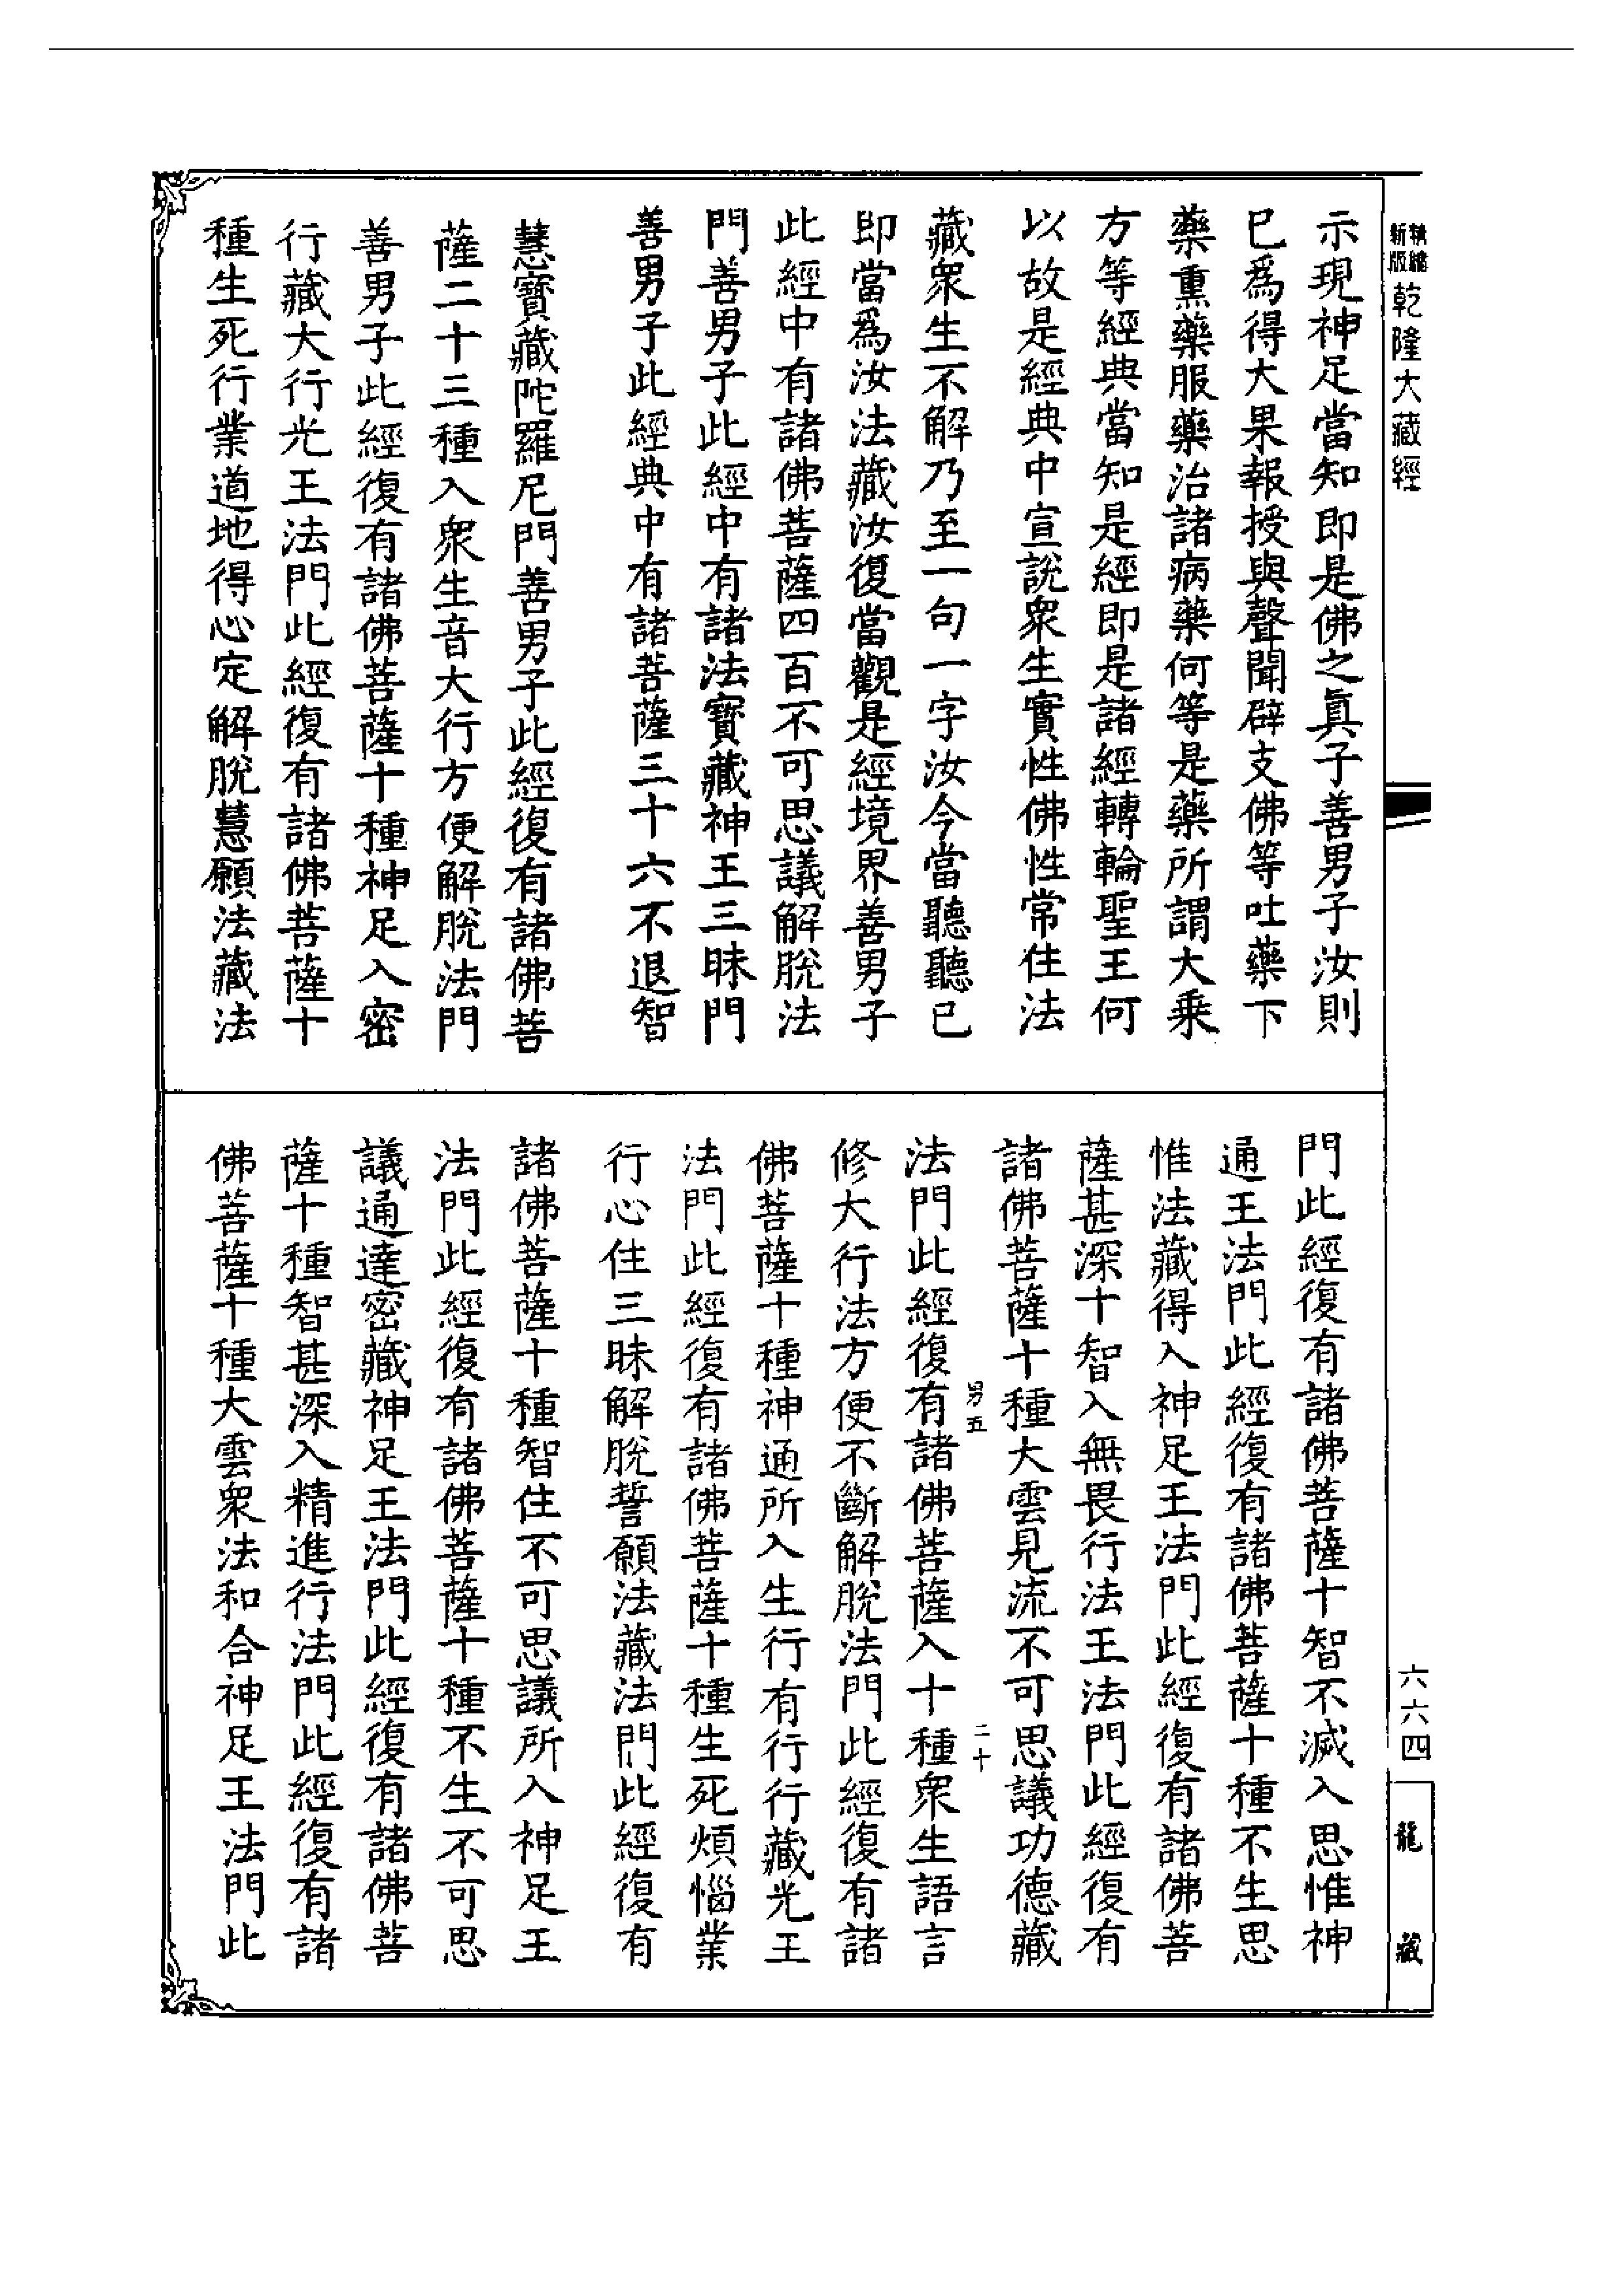 新版精縮乾隆大藏經
示現神足當知即是佛之真子善男子汝則
已為得大果報授與聲聞辟支佛等吐藥下
藥熏藥服藥治諸病藥何等是藥所謂大乘
方等經典當知是經即是諸經轉輪聖王何
以故是經典中宣說眾生實性佛性常住法
藏眾生不解乃至一句一字汝今當聽聽已
即當為汝法藏汝復當觀是經境界善男子
此經中有諸佛菩薩四百不可思議解脫法
門善男子此經中有諸法寶藏神王三昧門
善男子此經典中有諸菩薩三十六不退智
慧寶藏陀羅尼門善男子此經復有諸佛菩
薩二十三種入眾生音大行方便解脫法門
善男子此經復有諸佛菩薩十種神足入密
行藏大行光王法門此經復有諸佛菩薩十
種生死行業道地得心定解脫慧願法藏法
門此經復有諸佛菩薩十智不滅入思惟神
通王法門此經復有諸佛菩薩十種不生思
惟法藏得入神足王法門此經復有諸佛菩
薩甚深十智入無畏行法王法門此經復有
諸佛菩薩十種大雲見流不可思議功德藏
男五 二十
法門此經復有諸佛菩薩入十種眾生語言
修大行法方便不斷解脫法門此經復有諸
佛菩薩十種神通所入生行有行行藏光王
法門此經復有諸佛菩薩十種生死煩惱業
行心住三昧解脫誓願法藏法門此經復有
諸佛菩薩十種智住不可思議所入神足王
法門此經復有諸佛菩薩十種不生不可思
議通達密藏神足王法門此經復有諸佛菩
薩十種智甚深入精進行法門此經復有諸
佛菩薩十種大雲眾法和合神足王法門此
六六四
龍藏